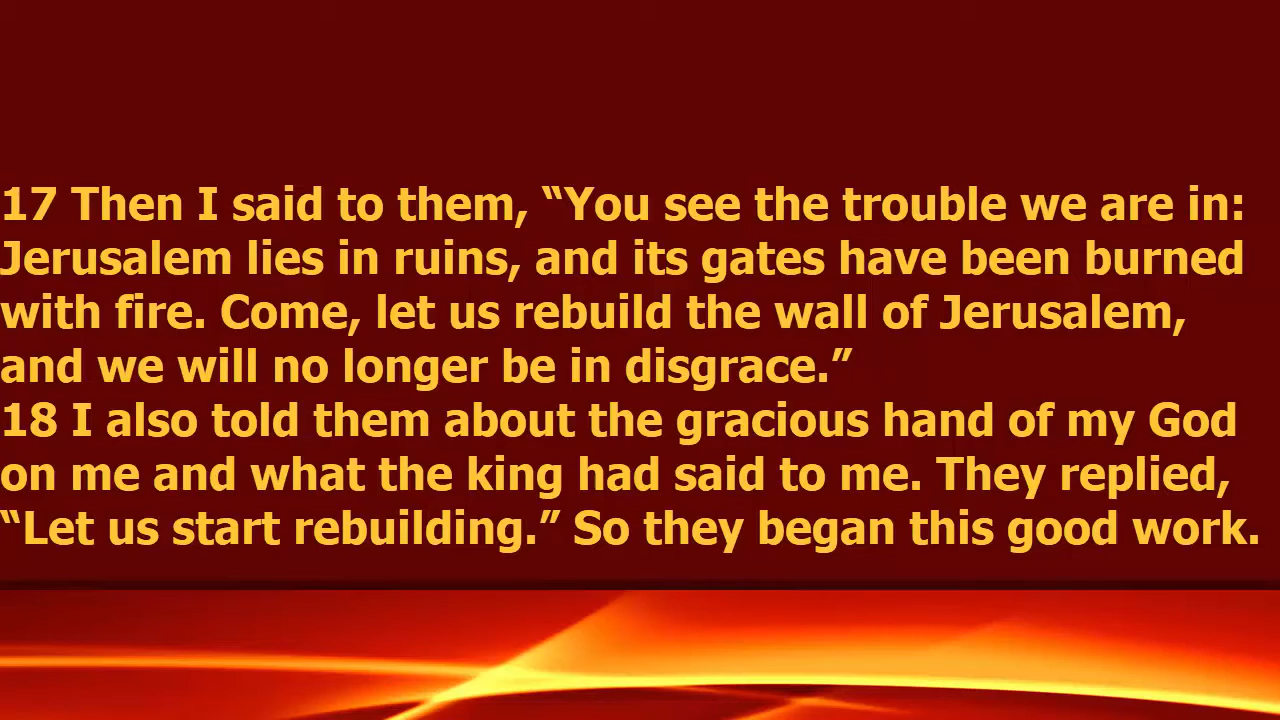 17 Then I said to them, “You see the trouble we are in:
Jerusalem lies in ruins, and its gates have been burned
with fire. Come, let us rebuild the wall of Jerusalem,
and we will no longer be in disgrace.”
18 I also told them about the gracious hand of my God
on me and what the king had said to me. They replied,
“Let us start rebuilding.” So they began this good work.